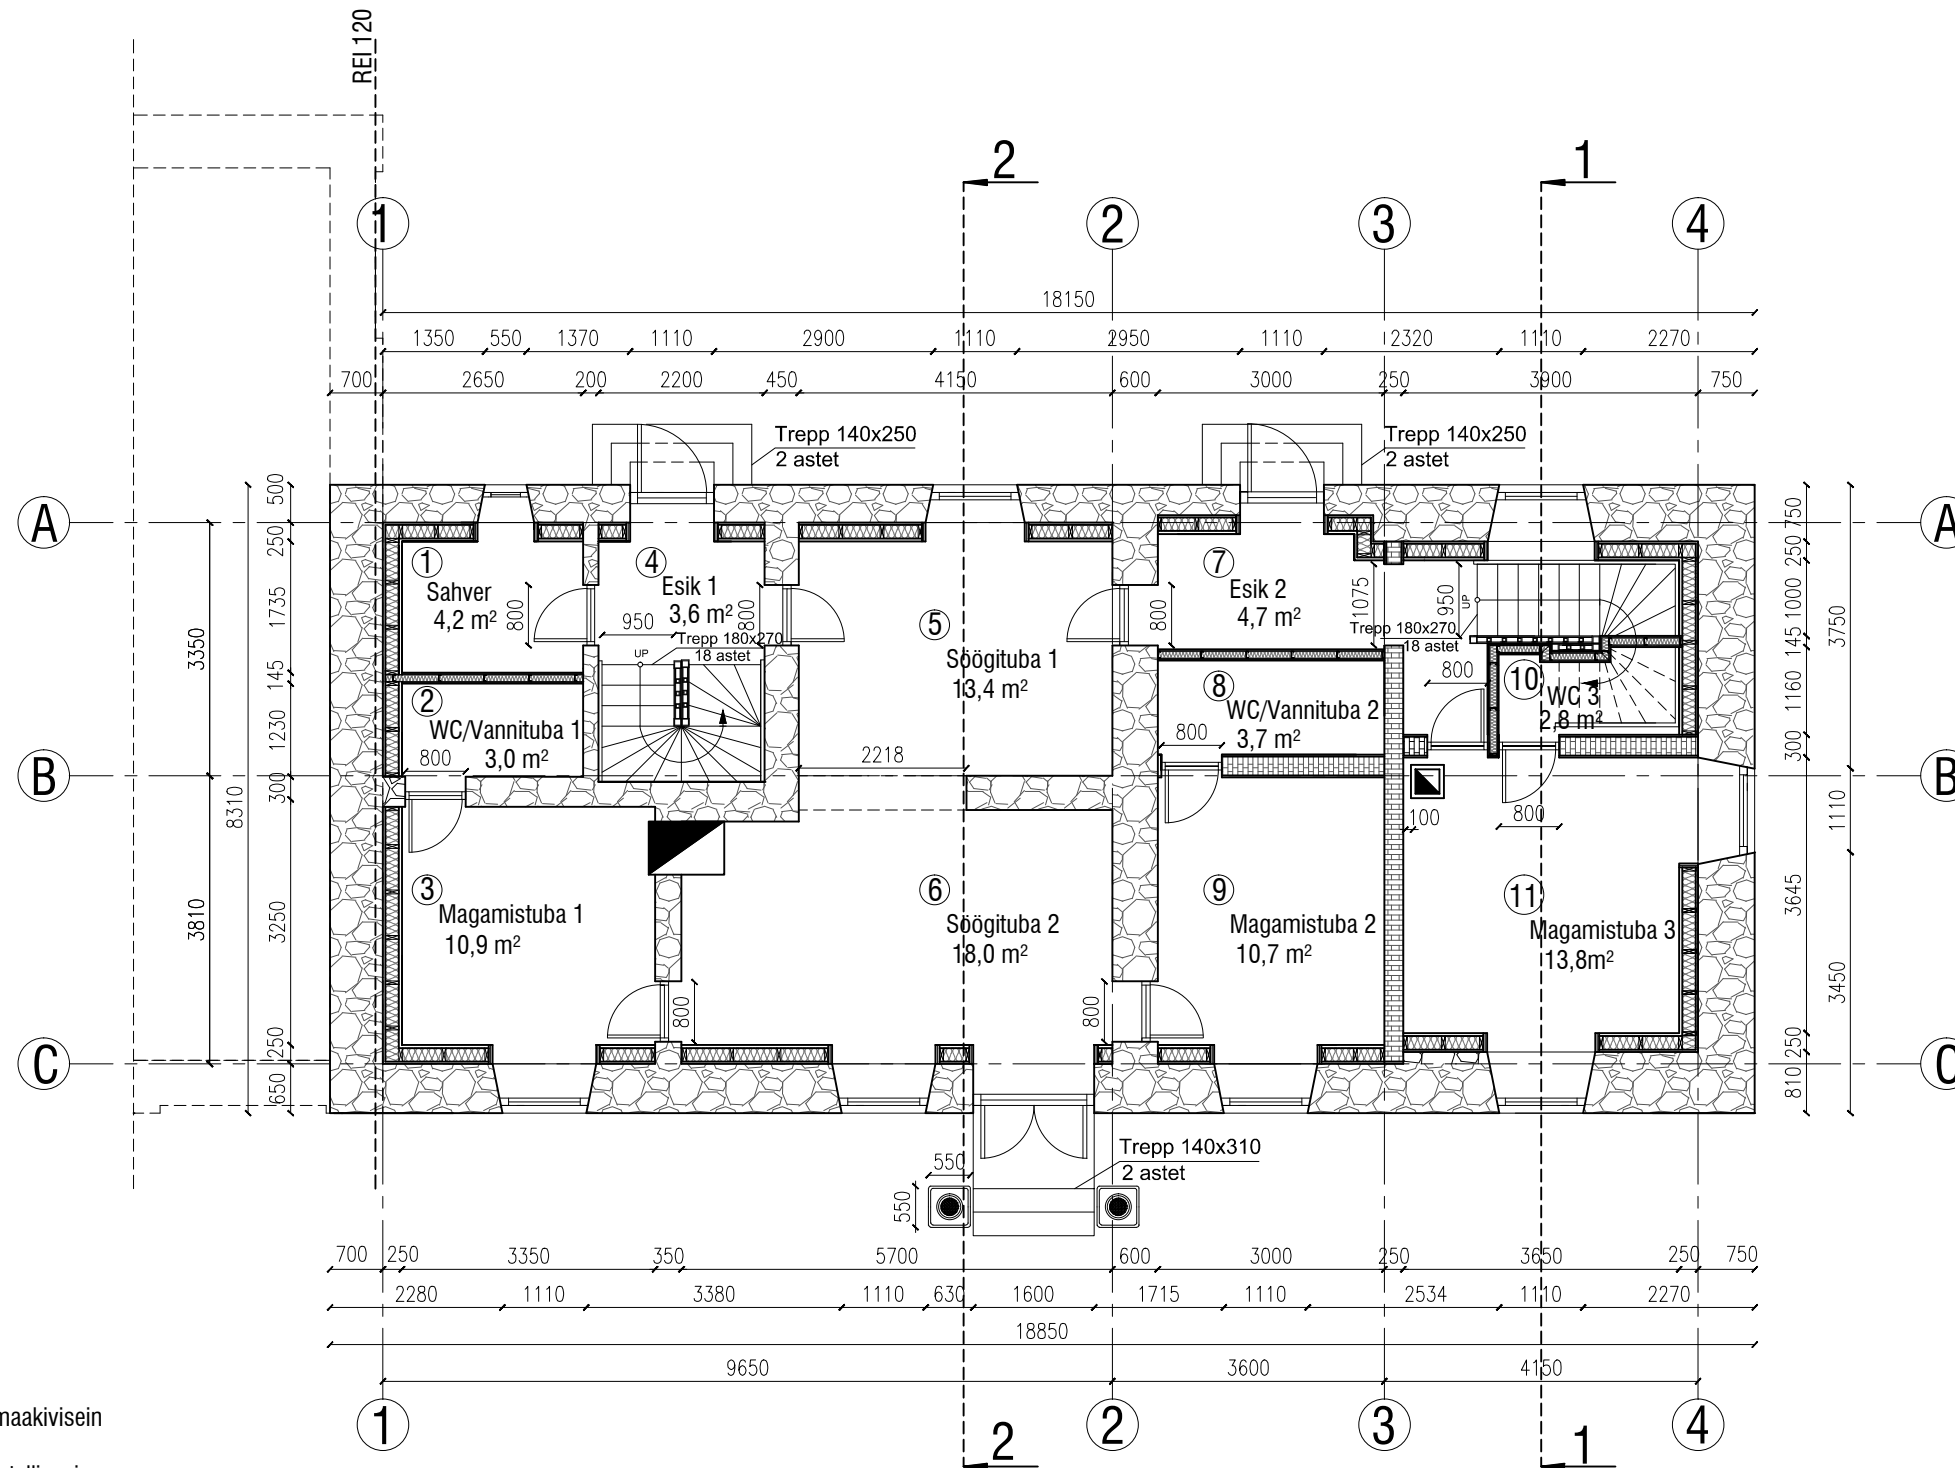 REI 120
2
1
1
2
3
4
18150
1350 550 1370 1110 2900 1110 2950 1110 2320 1110 2270
700 2650 200 2200 450 4150 600 3000 250 3900 750
Trepp 140x250
2 astet
Trepp 140x250
2 astet
A
A
B
B
C
C
500
250
1735
145
1230
300
3250
250
650
3350
3810
8310
750
250
1000
145
1160
300
3645
250
810
3750
1110
3450
1
Sahver
4,2 m²
800
4
Esik 1
3,6 m²
950
800
Trepp 180x270
18 astet
UP
5
Söögituba 1
13,4 m²
7
Esik 2
4,7 m²
800
1075
950
UP
Trepp 180x270
18 astet
2
WC/Vannituba 1
3,0 m²
800
2218
8
WC/Vannituba 2
3,7 m²
800
800
10
WC 3
2,8 m²
100
800
3
Magamistuba 1
10,9 m²
800
6
Söögituba 2
18,0 m²
800
9
Magamistuba 2
10,7 m²
11
Magamistuba 3
13,8m²
550
550
Trepp 140x310
2 astet
700 250 3350 350 5700 600 3000 250 3650 250 750
2280 1110 3380 1110 630 1600 1715 1110 2534 1110 2270
18850
9650 3600 4150
1
2
3
4
2
1
maakivisein